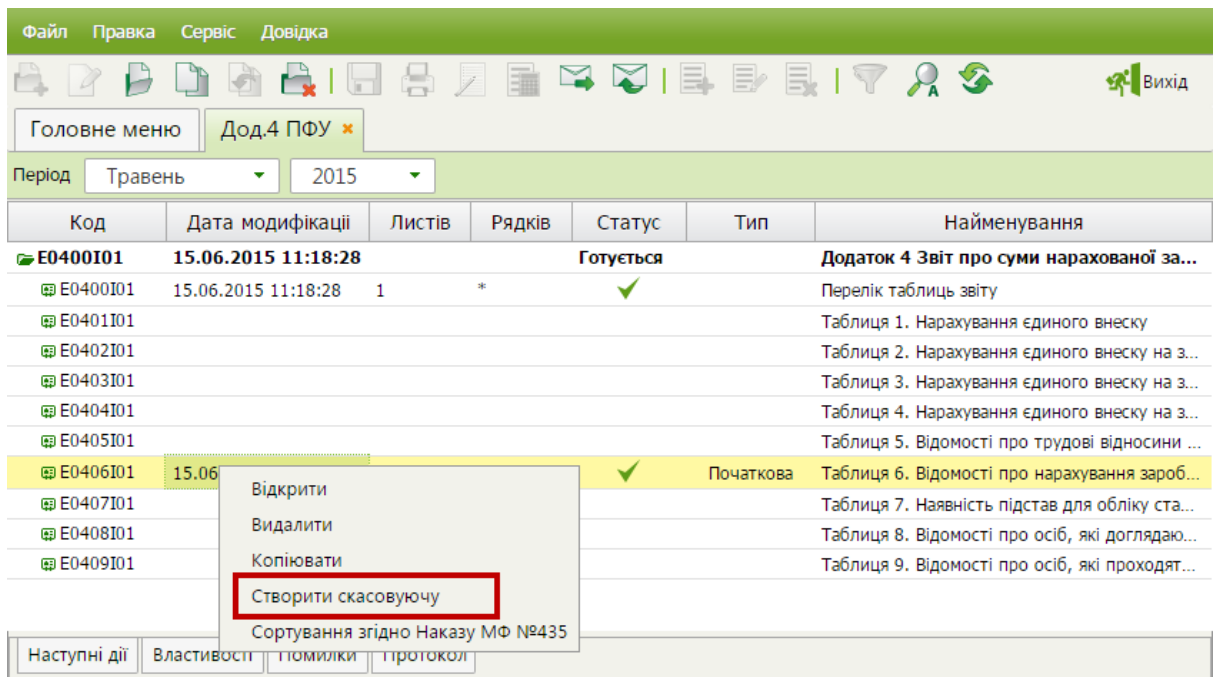 Файл Правка Сервіс Довідка
Вихід
Головне меню Дод.4 ПФУ
Період Травень 2015
Код Дата модифікації Листів Рядків Статус Тип Найменування
E0400I01 15.06.2015 11:18:28 Готується Додаток 4 Звіт про суми нарахованої за...
E0400I01 15.06.2015 11:18:28 1 * Перелік таблиць звіту
E0401I01 Таблиця 1. Нарахування єдиного внеску
E0402I01 Таблиця 2. Нарахування єдиного внеску на з...
E0403I01 Таблиця 3. Нарахування єдиного внеску на з...
E0404I01 Таблиця 4. Нарахування єдиного внеску на з...
E0405I01 Таблиця 5. Відомості про трудові відносини ...
E0406I01 15.06 Початкова Таблиця 6. Відомості про нарахування зароб...
E0407I01 Таблиця 7. Наявність підстав для обліку ста...
E0408I01 Таблиця 8. Відомості про осіб, які доглядаю...
E0409I01 Таблиця 9. Відомості про осіб, які проходят...
Відкрити
Видалити
Копіювати
Створити скасовуючу
Сортування згідно Наказу МФ №435
Наступні дії Властивості Помилки Протокол